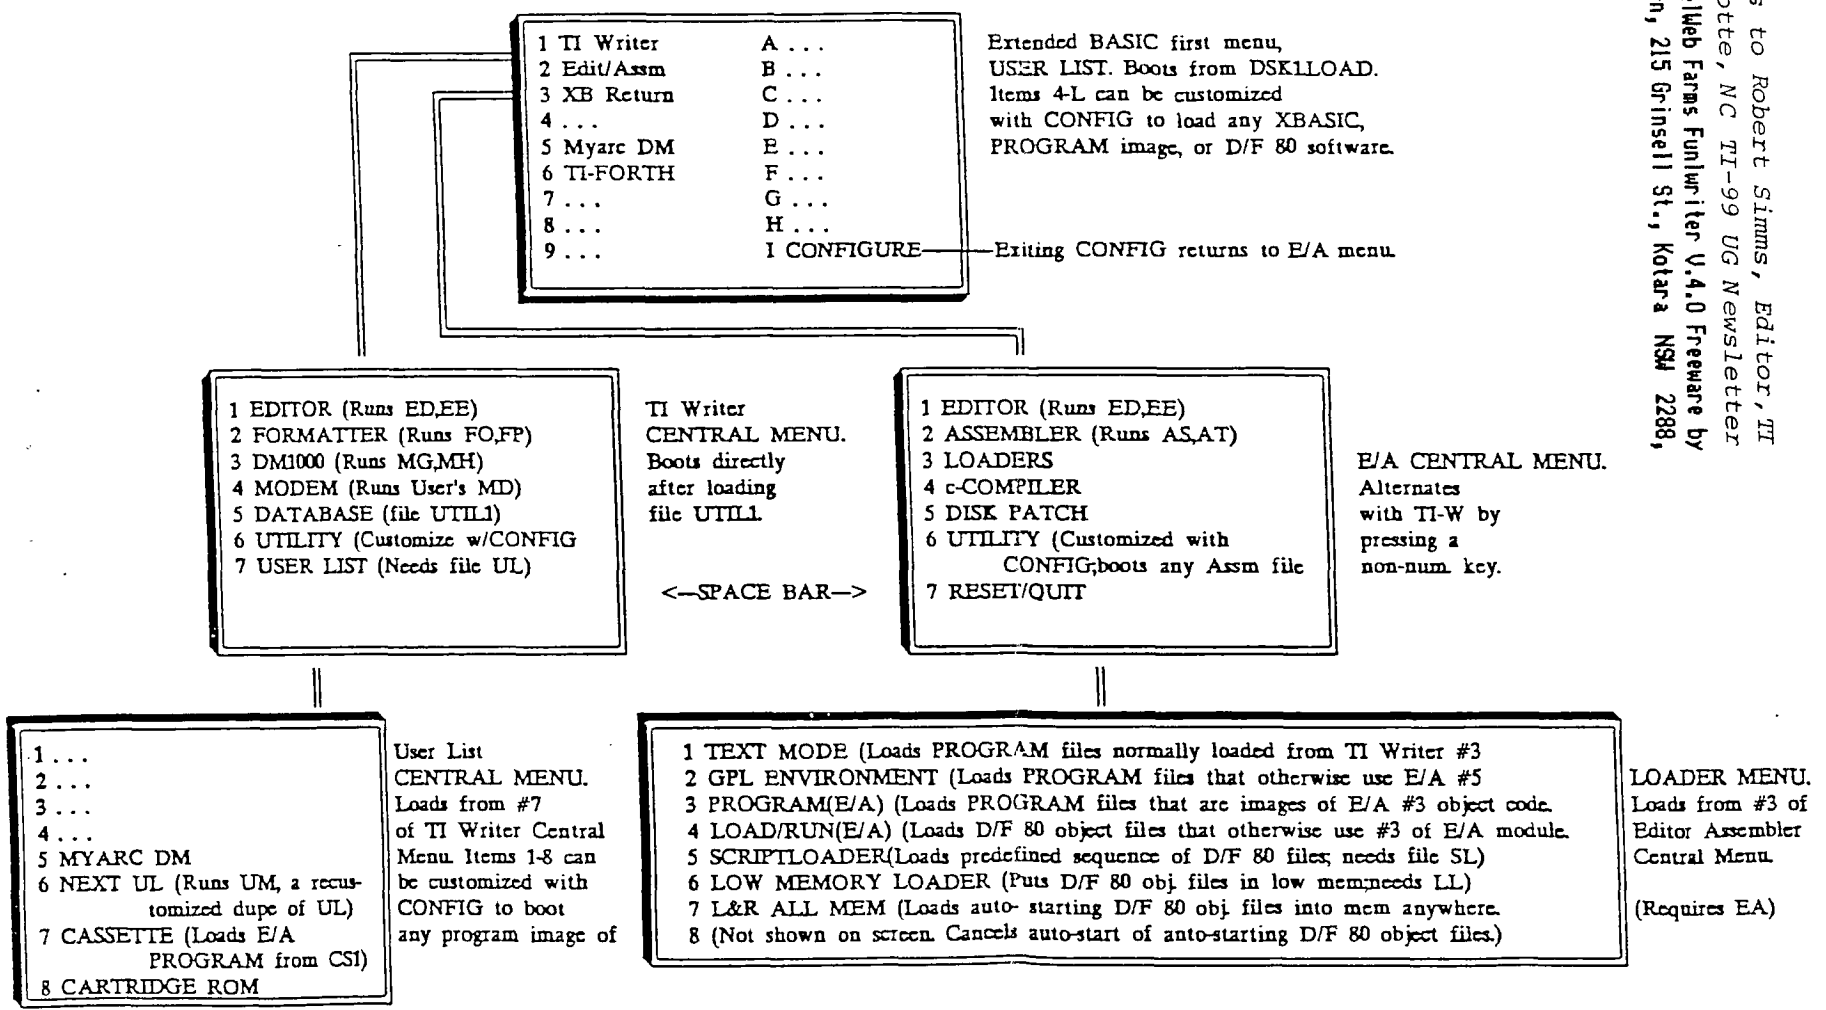 1 TI Writer
2 Edit/Assm
3 XB Return
4 . . .
5 Myarc DM
6 TI-FORTH
7 . . .
8 . . .
9 . . .
A . . .
B . . .
C . . .
D . . .
E . . .
F . . .
G . . .
H . . .
I CONFIGURE
Extended BASIC first menu,
USER LIST. Boots from DSK1.LOAD.
Items 4-L can be customized
with CONFIG to load any XBASIC,
PROGRAM image, or D/F 80 software.
Exiting CONFIG returns to E/A menu.
s to Robert Simms, Editor, TI
otte, NC TI-99 UG Newsletter
lWeb Farms Funlwriter V.4.0 Freeware by
n, 215 Grinsell St., Kotara NSW 2288,
1 EDITOR (Runs ED,EE)
2 FORMATTER (Runs FO,FP)
3 DM1000 (Runs MG,MH)
4 MODEM (Runs User's MD)
5 DATABASE (file UTIL1)
6 UTILITY (Customize w/CONFIG
7 USER LIST (Needs file UL)
TI Writer
CENTRAL MENU.
Boots directly
after loading
file UTIL1.
<—SPACE BAR—>
1 EDITOR (Runs ED,EE)
2 ASSEMBLER (Runs AS,AT)
3 LOADERS
4 c-COMPILER
5 DISK PATCH
6 UTILITY (Customized with
CONFIG;boots any Assm file
7 RESET/QUIT
E/A CENTRAL MENU.
Alternates
with TI-W by
pressing a
non-num. key.
1 . . .
2 . . .
3 . . .
4 . . .
5 MYARC DM
6 NEXT UL (Runs UM, a recus-
tomized dupe of UL)
7 CASSETTE (Loads E/A
PROGRAM from CS1)
8 CARTRIDGE ROM
User List
CENTRAL MENU.
Loads from #7
of TI Writer Central
Menu. Items 1-8 can
be customized with
CONFIG to boot
any program image of
1 TEXT MODE (Loads PROGRAM files normally loaded from TI Writer #3
2 GPL ENVIRONMENT (Loads PROGRAM files that otherwise use E/A #5
3 PROGRAM(E/A) (Loads PROGRAM files that are images of E/A #3 object code.
4 LOAD/RUN(E/A) (Loads D/F 80 object files that otherwise use #3 of E/A module.
5 SCRIPTLOADER(Loads predefined sequence of D/F 80 files; needs file SL)
6 LOW MEMORY LOADER (Puts D/F 80 obj. files in low mem;needs LL)
7 L&R ALL MEM (Loads auto- starting D/F 80 obj. files into mem anywhere.
8 (Not shown on screen. Cancels auto-start of anto-starting D/F 80 object files.)
LOADER MENU.
Loads from #3 of
Editor Assembler
Central Menu.
(Requires EA)